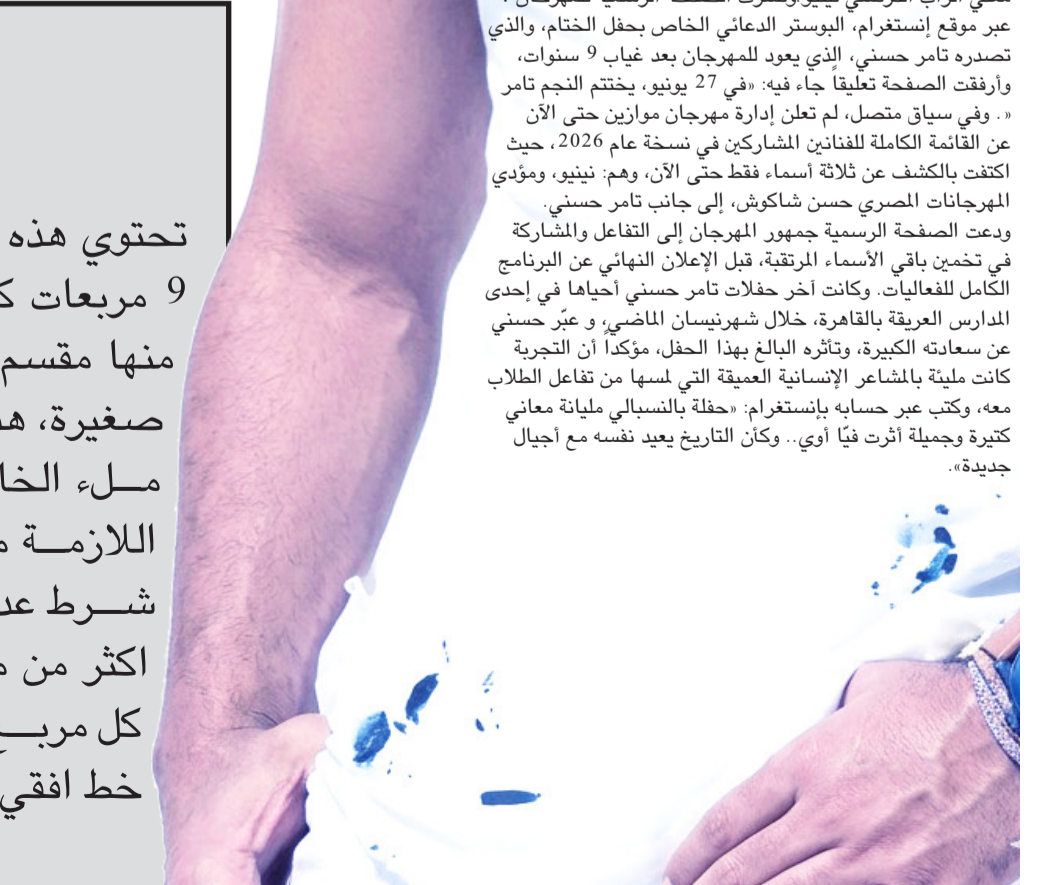 عبر موقع إنستغرام، البوستر الدعائي الخاص بحفل الختام، والذي
تصدره تامر حسني، الذي يعود للمهرجان بعد غياب 9 سنوات،
وأرفقت الصفحة تعليقاً جاء فيه: «في 27 يونيو، يختتم النجم تامر
». وفي سياق متصل، لم تعلن إدارة مهرجان موازين حتى الآن
عن القائمة الكاملة للفنانين المشاركين في نسخة عام 2026، حيث
اكتفت بالكشف عن ثلاثة أسماء فقط حتى الآن، وهم: نينيو، ومؤدي
المهرجانات المصري حسن شاكوش، إلى جانب تامر حسني.
ودعت الصفحة الرسمية جمهور المهرجان إلى التفاعل والمشاركة
في تخمين باقي الأسماء المرتقبة، قبل الإعلان النهائي عن البرنامج
الكامل للفعاليات. وكانت آخر حفلات تامر حسني أحياها في إحدى
المدارس العريقة بالقاهرة، خلال شهرنيسان الماضي، و عبّر حسني
عن سعادته الكبيرة، وتأثره البالغ بهذا الحفل، مؤكداً أن التجربة
كانت مليئة بالمشاعر الإنسانية العميقة التي لمسها من تفاعل الطلاب
معه، وكتب عبر حسابه بإنستغرام: «حفلة بالنسبالي مليانة معاني
كتيرة وجميلة أثرت فيّا أوي.. وكأن التاريخ يعيد نفسه مع أجيال
جديدة».
تحتوي هذه
9 مربعات
منها مقسم
صغيرة،
مـلء
اللازمـة
شـرط
اكثر من
كل
خط افقي